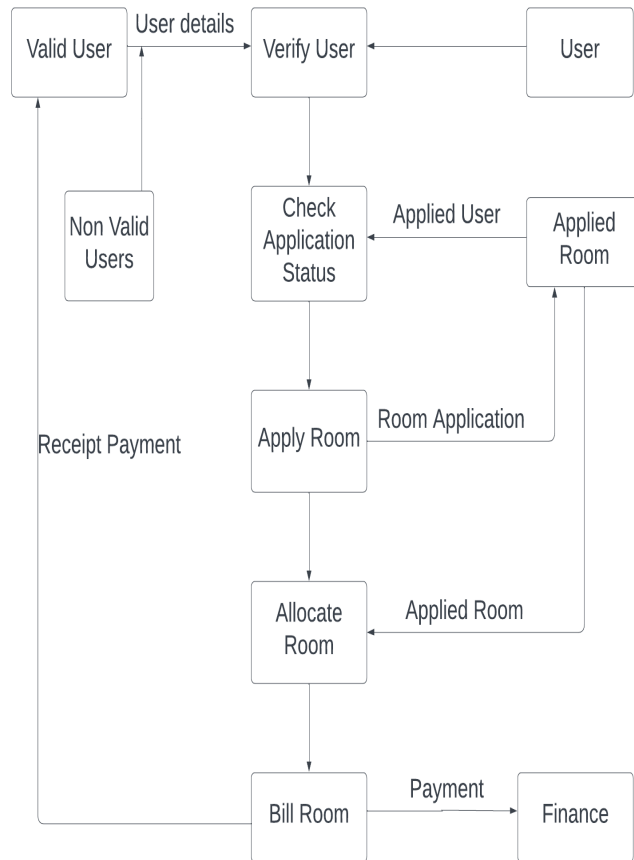 User details
Valid User
Verify User
User
Non Valid
Users
Check
Application
Status
Applied User
Applied
Room
Apply Room
Room Application
Receipt Payment
Allocate
Room
Applied Room
Bill Room
Payment
Finance